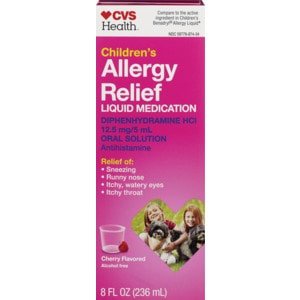 CVS
Health.
Compare to the active
ingredient in Children's
Benadryl® Allergy Liquid*
Children's
Allergy
Relief
LIQUID MEDICATION
DIPHENHYDRAMINE HCl
12.5 mg/5 mL
ORAL SOLUTION
Antihistamine
Relief of:
• Sneezing
• Runny nose
• Itchy, watery eyes
• Itchy throat
Cherry Flavored
Alcohol free
8 FL OZ (236 mL)